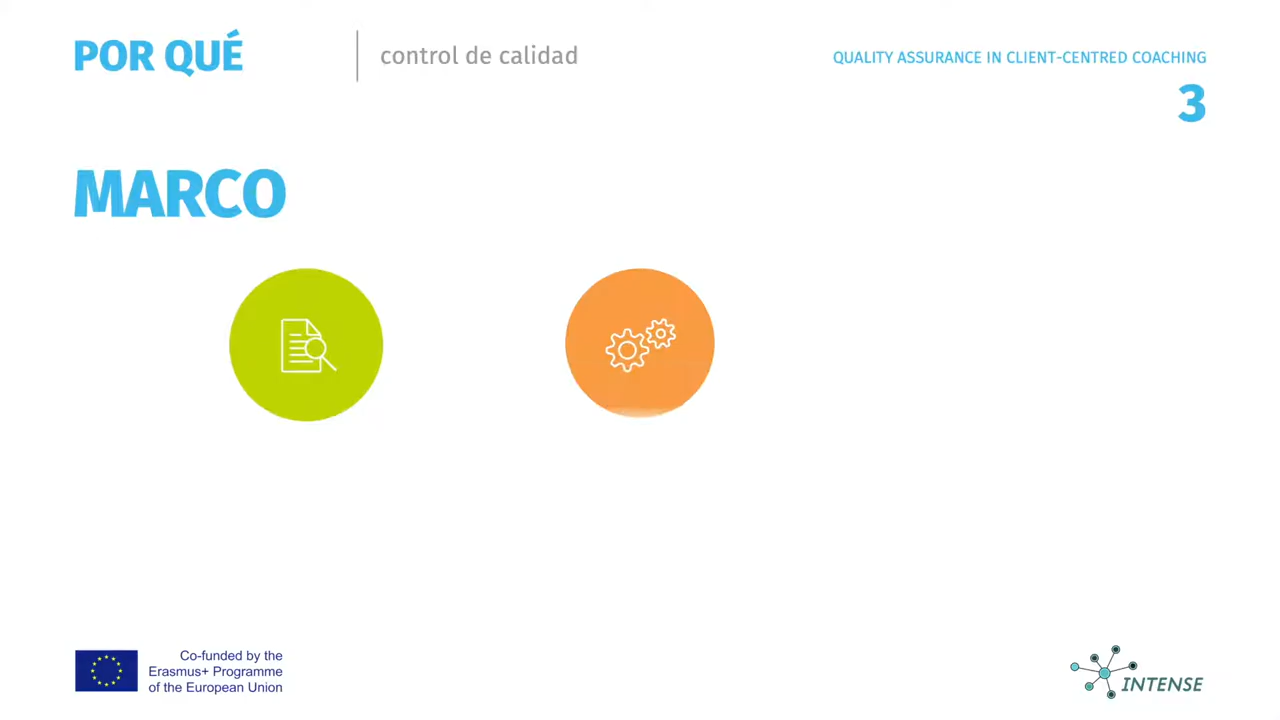 POR QUÉ
control de calidad
QUALITY ASSURANCE IN CLIENT-CENTRED COACHING
3
MARCO
Co-funded by the
Erasmus+ Programme
of the European Union
INTENSE